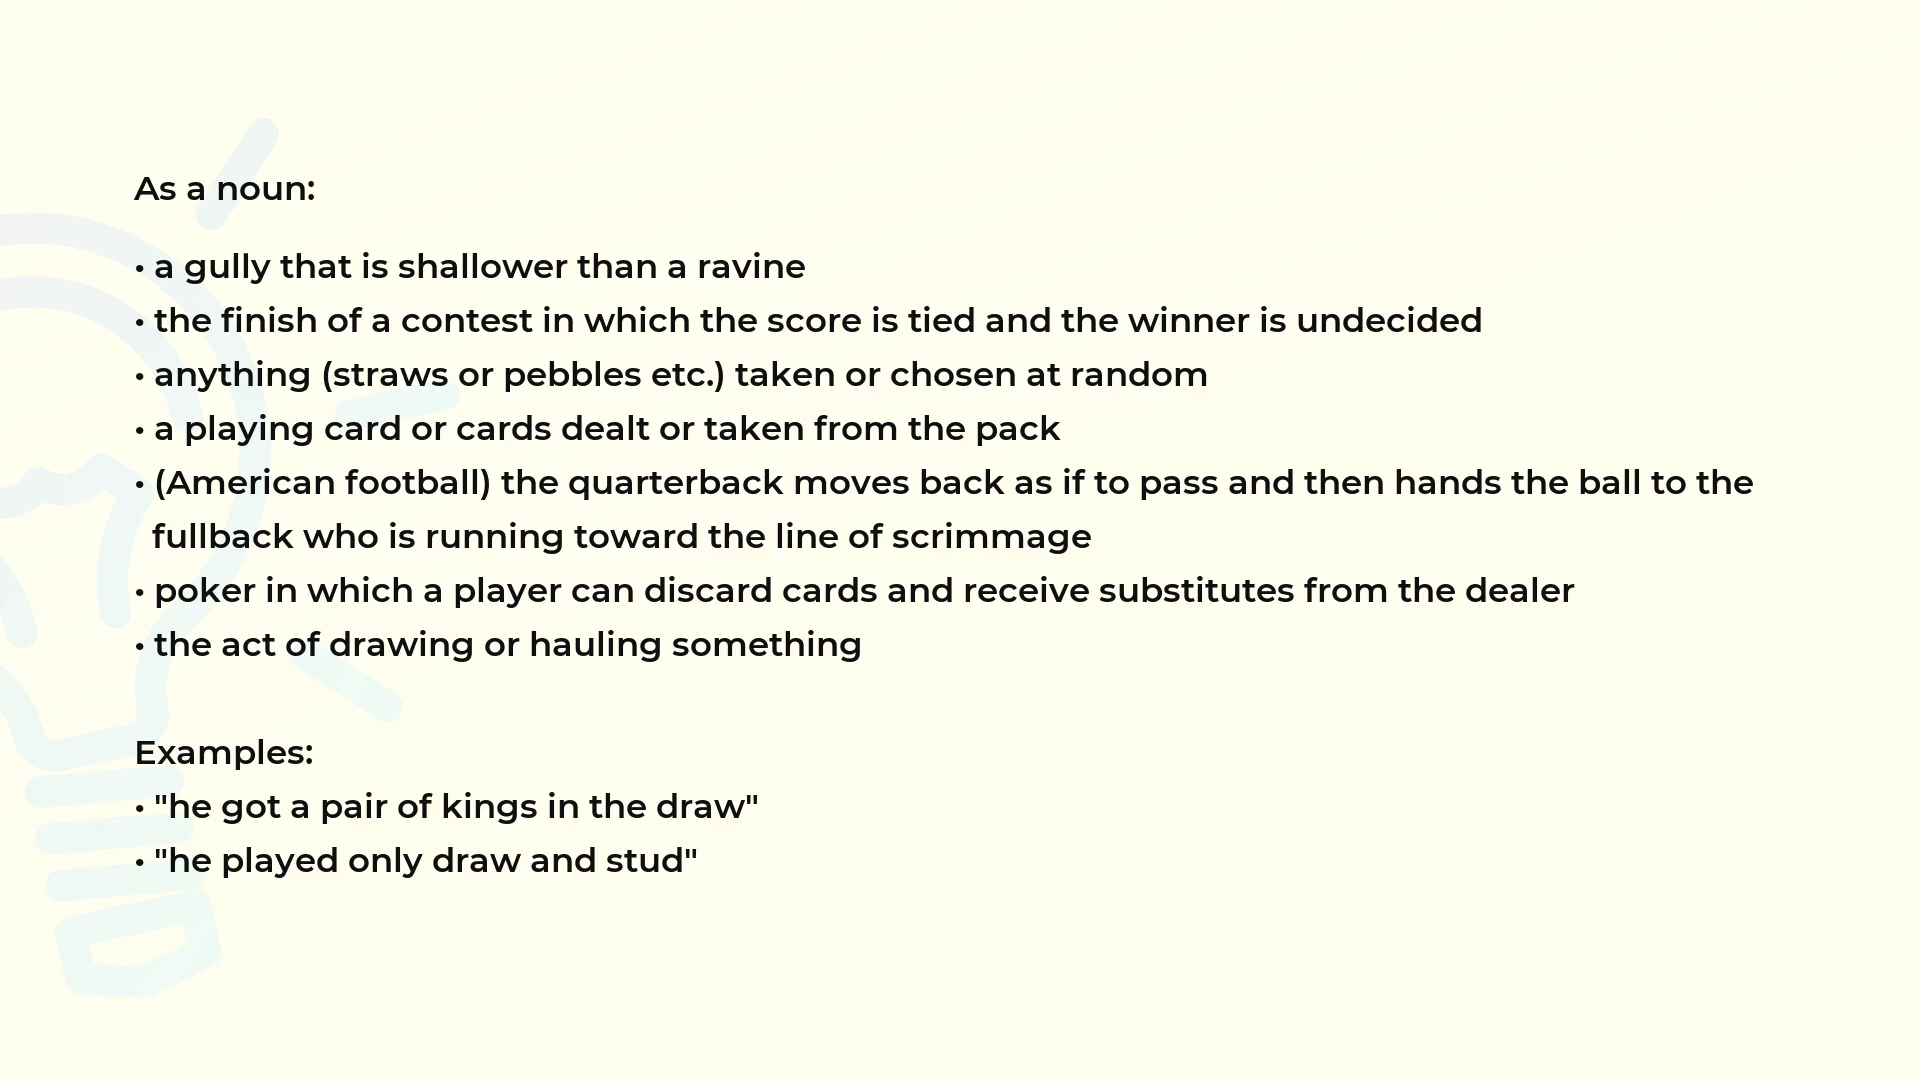 As a noun:
• a gully that is shallower than a ravine
• the finish of a contest in which the score is tied and the winner is undecided
• anything (straws or pebbles etc.) taken or chosen at random
• a playing card or cards dealt or taken from the pack
• (American football) the quarterback moves back as if to pass and then hands the ball to the
fullback who is running toward the line of scrimmage
• poker in which a player can discard cards and receive substitutes from the dealer
• the act of drawing or hauling something
Examples:
• "he got a pair of kings in the draw"
• "he played only draw and stud"